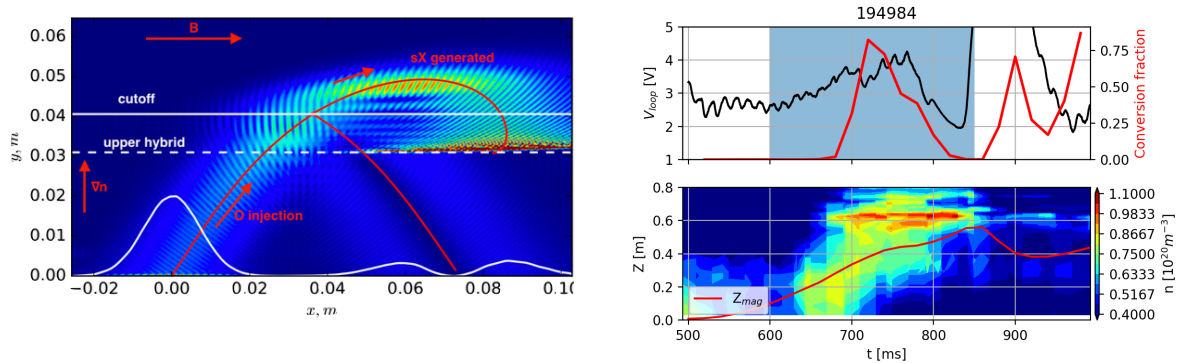 0.06
0.05
0.04
0.03
0.02
0.01
0.00
y, m
B
sX generated
cutoff
upper hybrid
∇n
O injection
−0.02 0.00 0.02 0.04 0.06 0.08 0.10
x, m
194984
5
4
3
2
1
V_loop [V]
0.75
0.50
0.25
0.00
Conversion fraction
0.8
0.6
0.4
0.2
0.0
Z [m]
Z_mag
500 600 700 800 900
t [ms]
1.1000
0.9833
0.8667
0.7500
0.6333
0.5167
0.4000
n [10^20 m^−3]